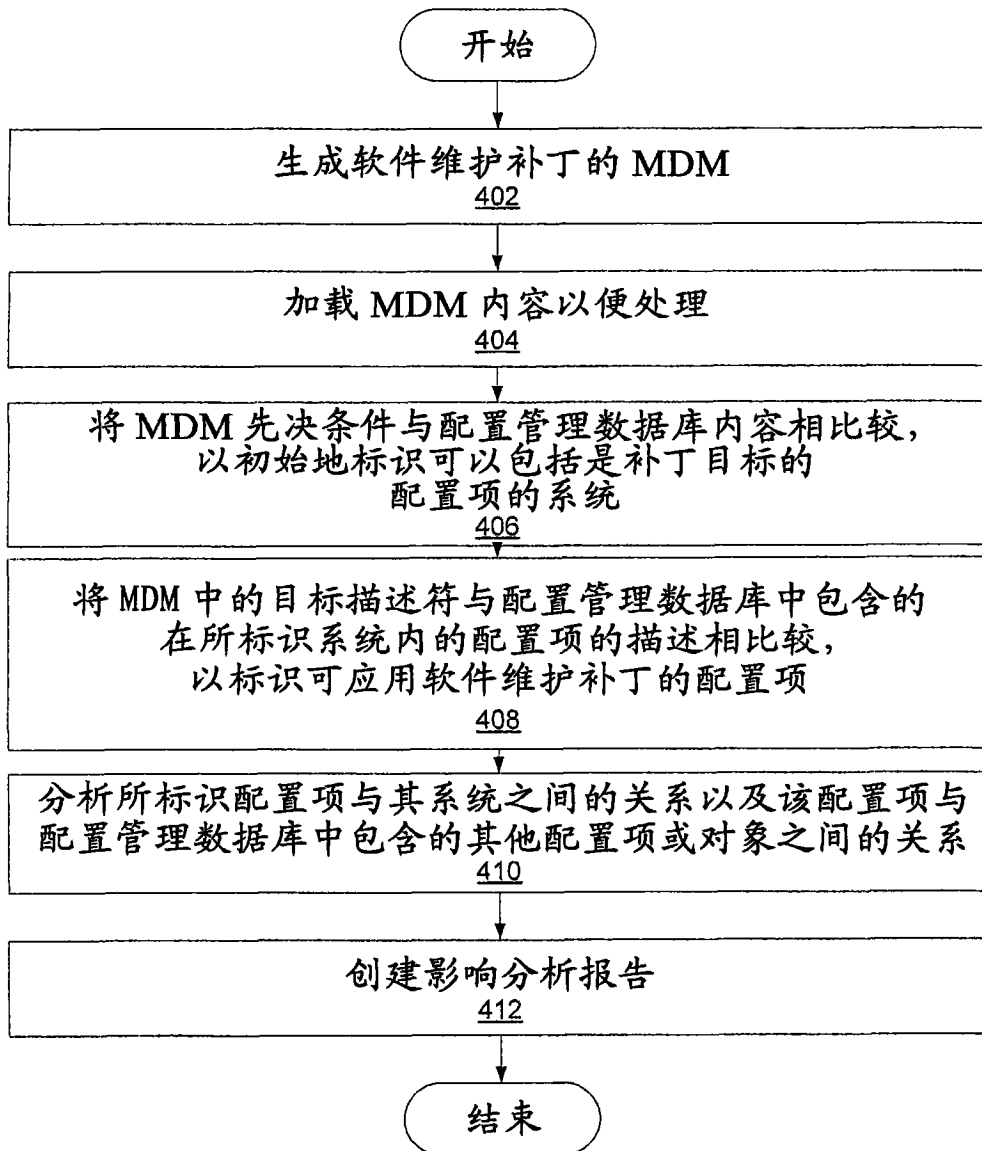 开始
生成软件维护补丁的 MDM
402
加载 MDM 内容以便处理
404
将 MDM 先决条件与配置管理数据库内容相比较，
以初始地标识可以包括是补丁目标的
配置项的系统
406
将 MDM 中的目标描述符与配置管理数据库中包含的
在所标识系统内的配置项的描述相比较，
以标识可应用软件维护补丁的配置项
408
分析所标识配置项与其系统之间的关系以及该配置项与
配置管理数据库中包含的其他配置项或对象之间的关系
410
创建影响分析报告
412
结束